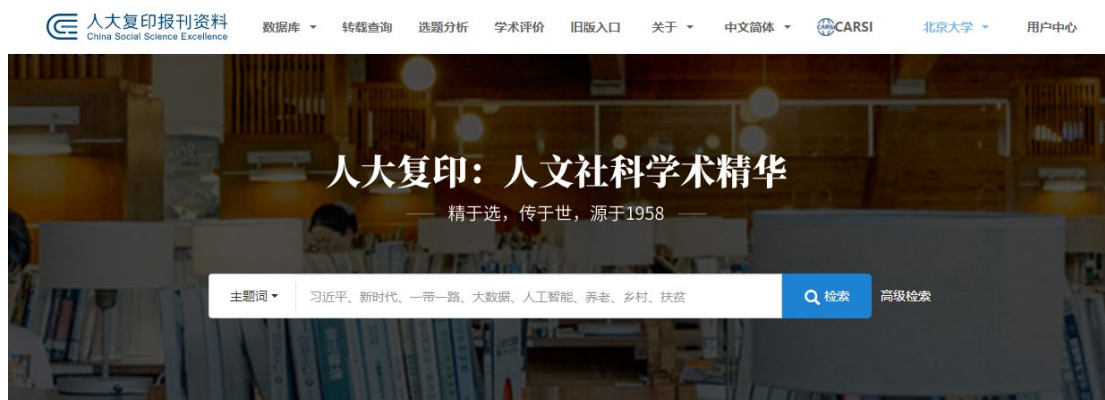 人大复印报刊资料
China Social Science Excellence
数据库 转载查询 选题分析 学术评价 旧版入口 关于 中文简体 CARSI 北京大学 用户中心
人大复印：人文社科学术精华
精于选，传于世，源于1958
主题词 习近平、新时代、一带一路、大数据、人工智能、养老、乡村、扶贫 检索 高级检索